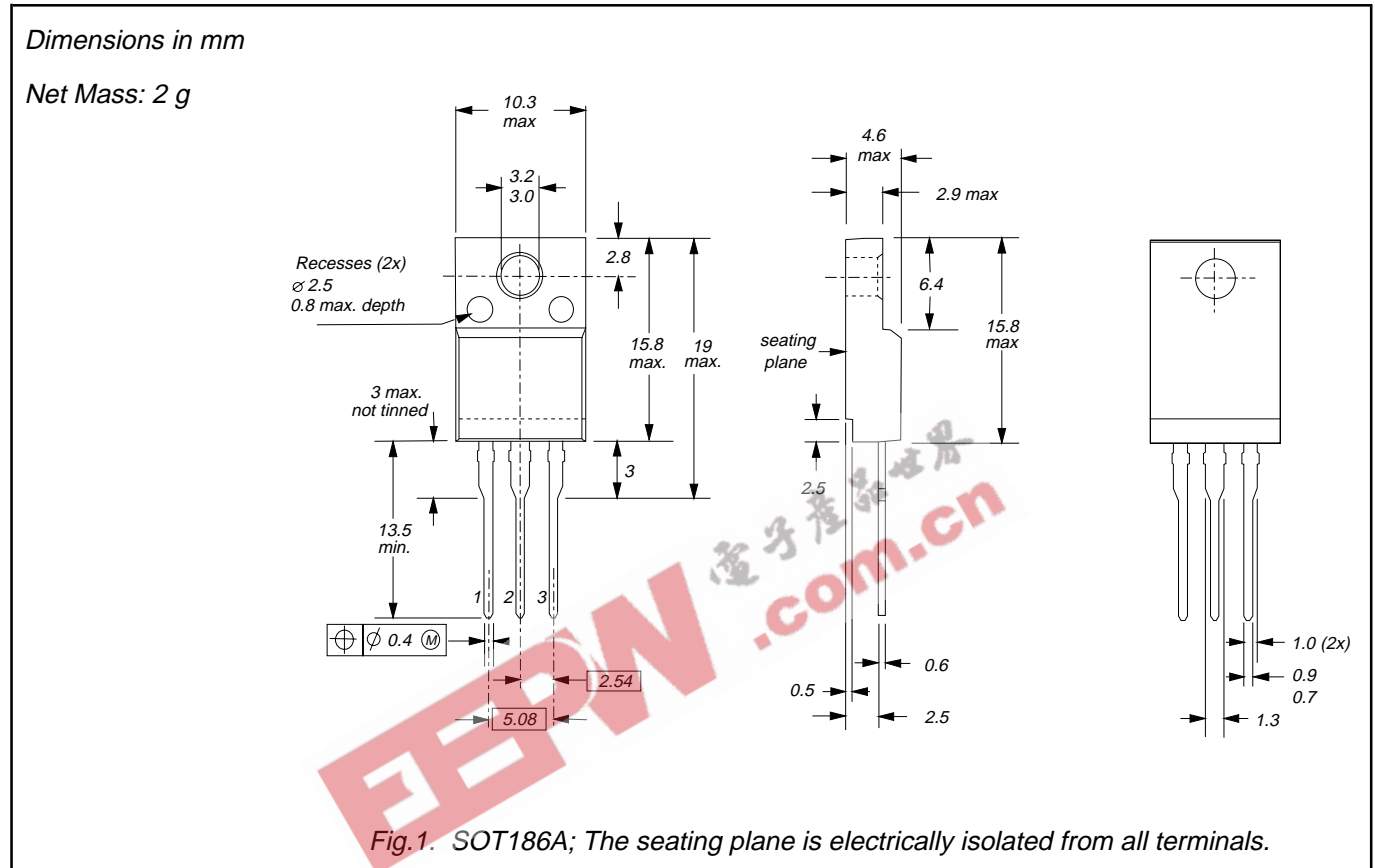 Dimensions in mm
Net Mass: 2 g
10.3
max
3.2
3.0
2.8
Recesses (2x)
⌀ 2.5
0.8 max. depth
15.8
max.
19
max.
3 max.
not tinned
3
13.5
min.
1 2 3
⌀ 0.4 Ⓜ
2.54
5.08
4.6
max
2.9 max
6.4
15.8
max
seating
plane
2.5
0.6
0.5
2.5
1.0 (2x)
0.9
0.7
1.3
EEPW 電子產品世界
.com.cn
Fig.1. SOT186A; The seating plane is electrically isolated from all terminals.